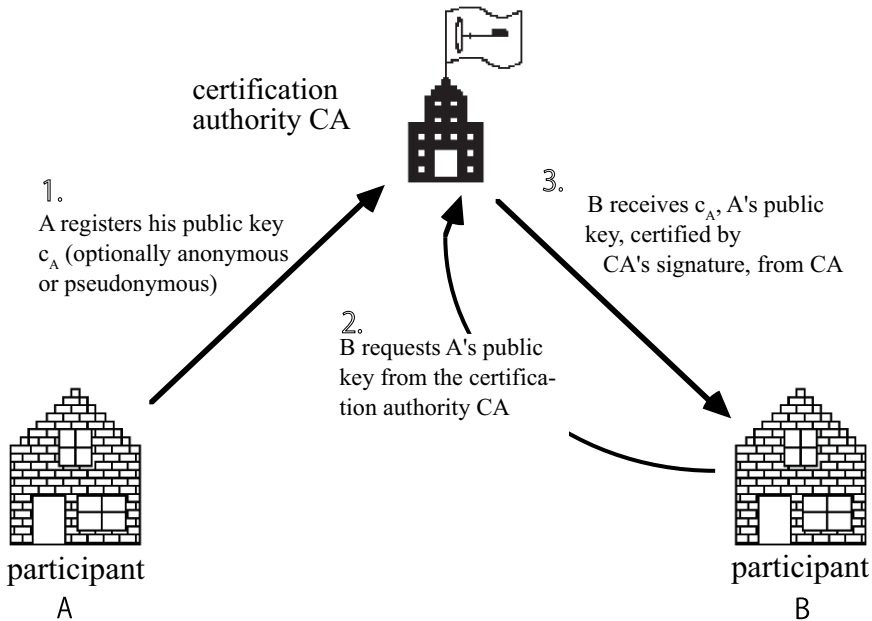 certification
authority CA
1.
A registers his public key
c_A (optionally anonymous
or pseudonymous)
2.
B requests A's public
key from the certifica-
tion authority CA
3.
B receives c_A, A's public
key, certified by
CA's signature, from CA
participant
A
participant
B